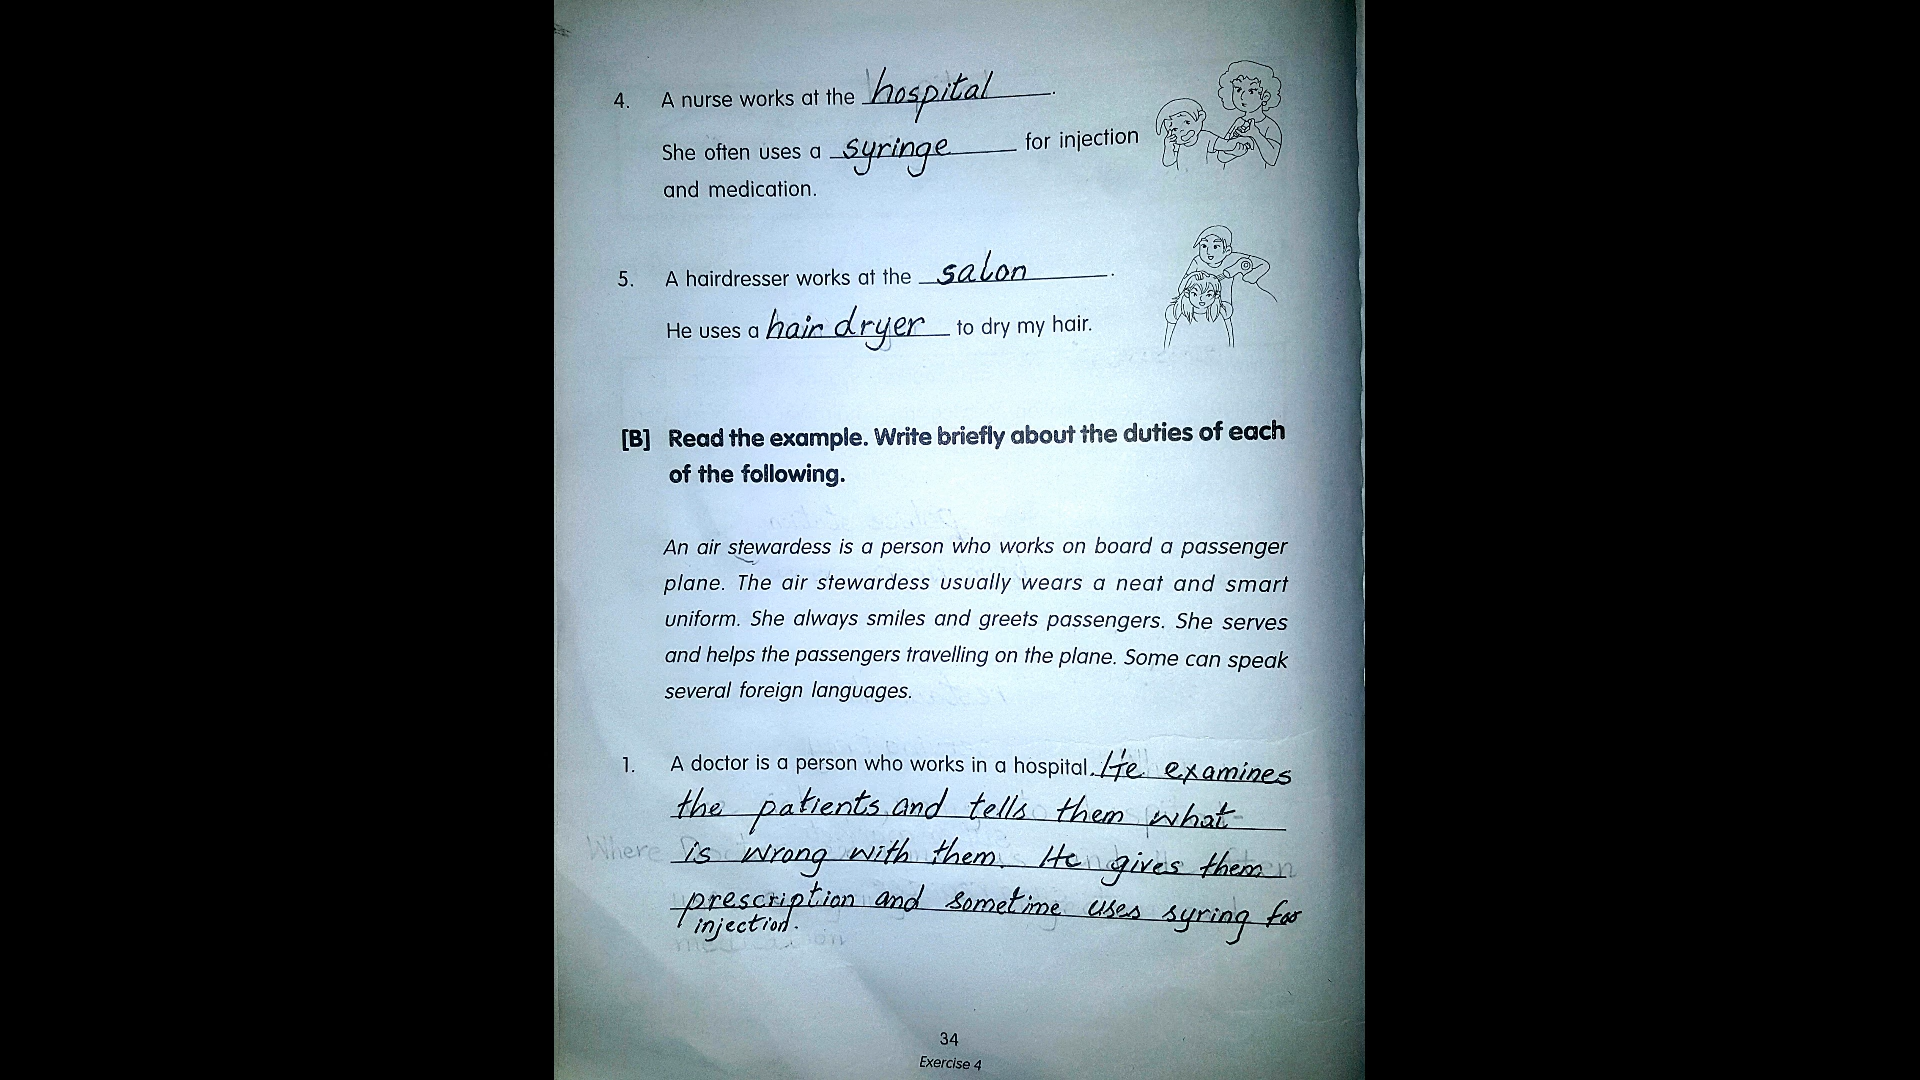 4. A nurse works at the hospital.
She often uses a syringe for injection
and medication.
5. A hairdresser works at the salon.
He uses a hair dryer to dry my hair.
[B] Read the example. Write briefly about the duties of each
of the following.
An air stewardess is a person who works on board a passenger
plane. The air stewardess usually wears a neat and smart
uniform. She always smiles and greets passengers. She serves
and helps the passengers travelling on the plane. Some can speak
several foreign languages.
1. A doctor is a person who works in a hospital. He examines
the patients and tells them what
Where
is wrong with them. He gives them
prescription and sometime uses syring for
injection.
34
Exercise 4